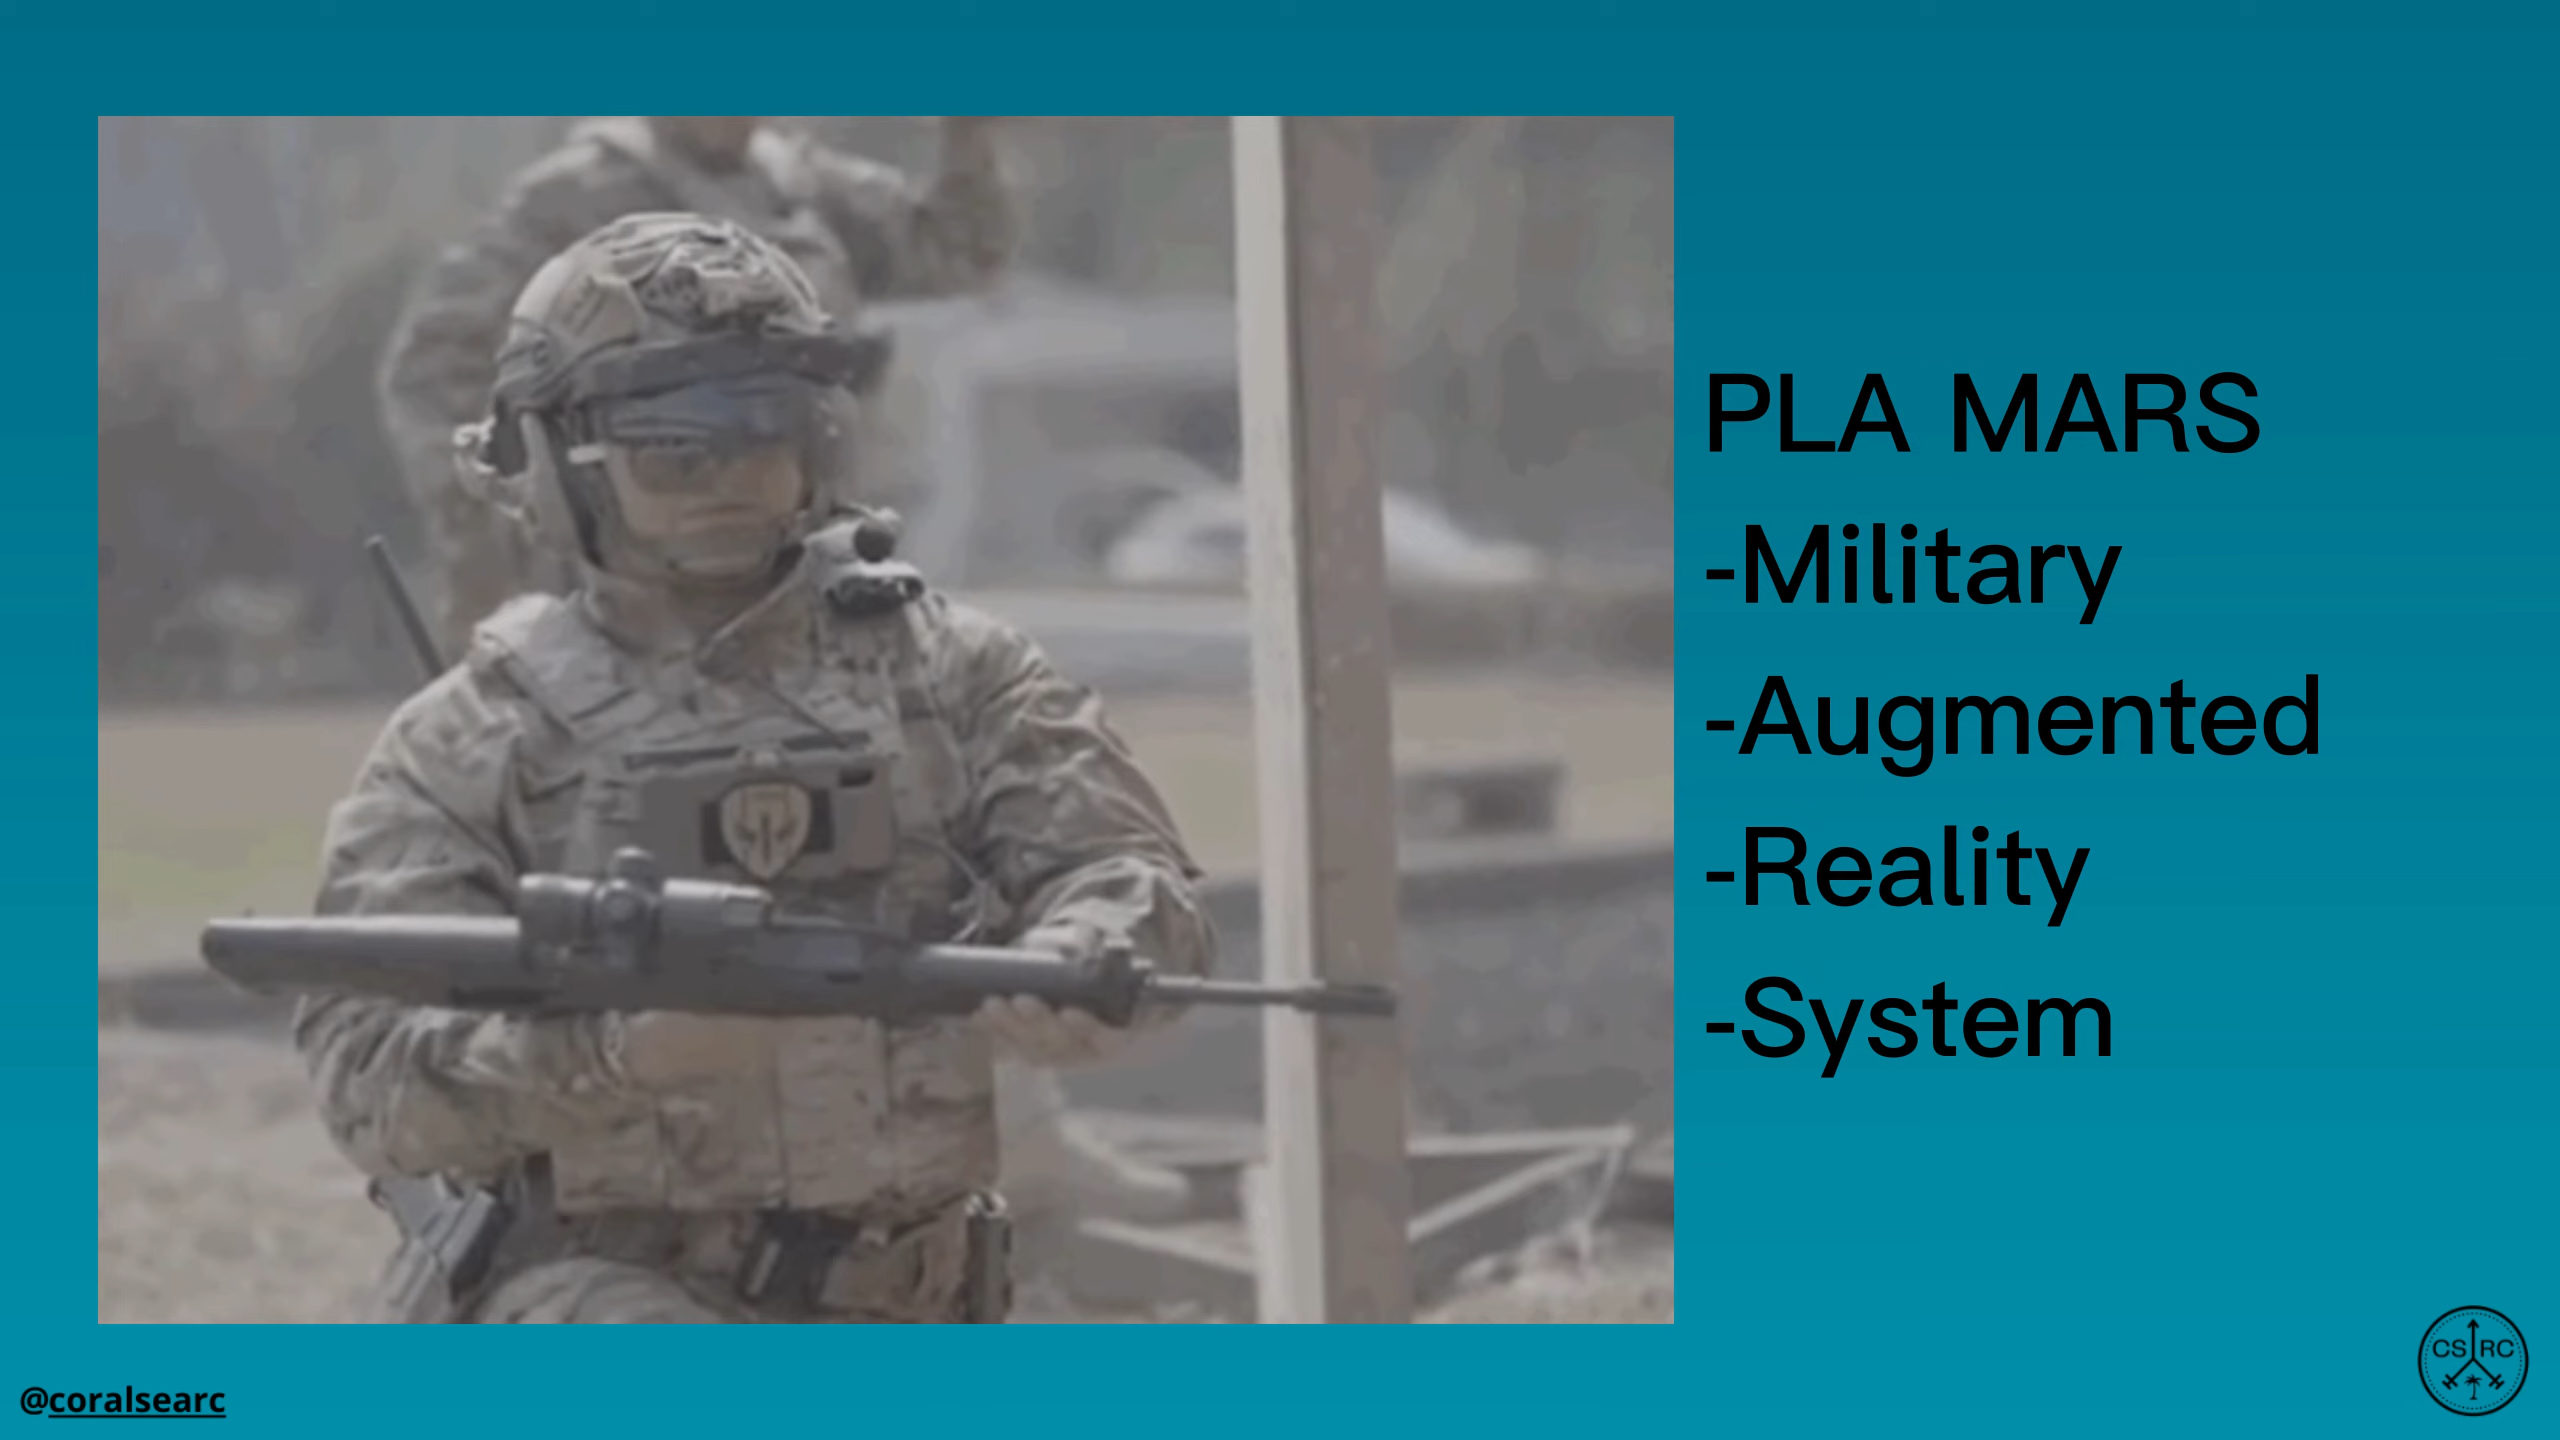 PLA MARS
-Military
-Augmented
-Reality
-System
@coralsearc
CS RC